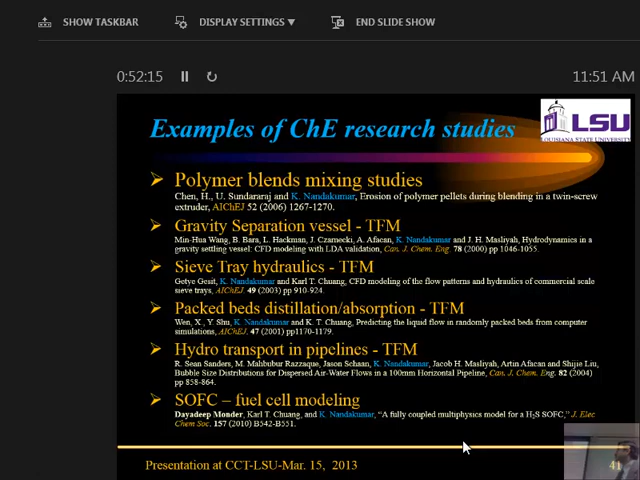 SHOW TASKBAR
DISPLAY SETTINGS ▼
END SLIDE SHOW
0:52:15
11:51 AM
Examples of ChE research studies
LSU
LOUISIANA STATE UNIVERSITY
➢ Polymer blends mixing studies
Chen, H., U. Sundararaj and K. Nandakumar, Erosion of polymer pellets during blending in a twin-screw
extruder, AIChEJ 52 (2006) 1267-1270.
➢ Gravity Separation vessel - TFM
Min-Hua Wang, B. Bara, L. Hackman, J. Czarnecki, A. Afacan, K. Nandakumar and J. H. Masliyah, Hydrodynamics in a
gravity settling vessel: CFD modeling with LDA validation, Can. J. Chem. Eng. 78 (2000) pp 1046-1055.
➢ Sieve Tray hydraulics - TFM
Getye Gesit, K. Nandakumar and Karl T. Chuang, CFD modeling of the flow patterns and hydraulics of commercial scale
sieve trays, AIChEJ. 49 (2003) pp 910-924.
➢ Packed beds distillation/absorption - TFM
Wen, X., Y. Shu, K. Nandakumar and K. T. Chuang, Predicting the liquid flow in randomly packed beds from computer
simulations, AIChEJ. 47 (2001) pp1170-1179.
➢ Hydro transport in pipelines - TFM
R. Sean Sanders, M. Mahbubur Razzaque, Jason Schaan, K. Nandakumar, Jacob H. Masliyah, Artin Afacan and Shijie Liu,
Bubble Size Distributions for Dispersed Air-Water Flows in a 100mm Horizontal Pipeline, Can. J. Chem. Eng. 82 (2004)
pp 858-864.
➢ SOFC – fuel cell modeling
Dayadeep Monder, Karl T. Chuang, and K. Nandakumar, "A fully coupled multiphysics model for a H2S SOFC," J. Elec
Chem Soc. 157 (2010) B542-B551.
Presentation at CCT-LSU-Mar. 15, 2013
41